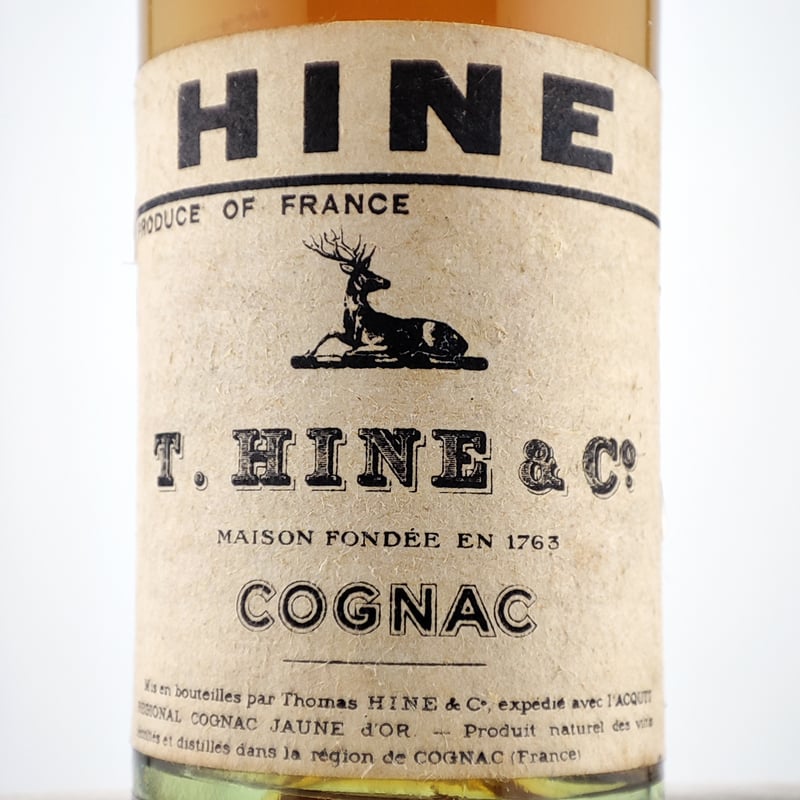 HINE
PRODUCE OF FRANCE
T. HINE & Cº
MAISON FONDÉE EN 1763
COGNAC
Mis en bouteilles par Thomas HINE & Cº, expédié avec l'ACQUIT
REGIONAL COGNAC JAUNE d'OR. — Produit naturel des vins
récoltés et distillés dans la région de COGNAC (France)